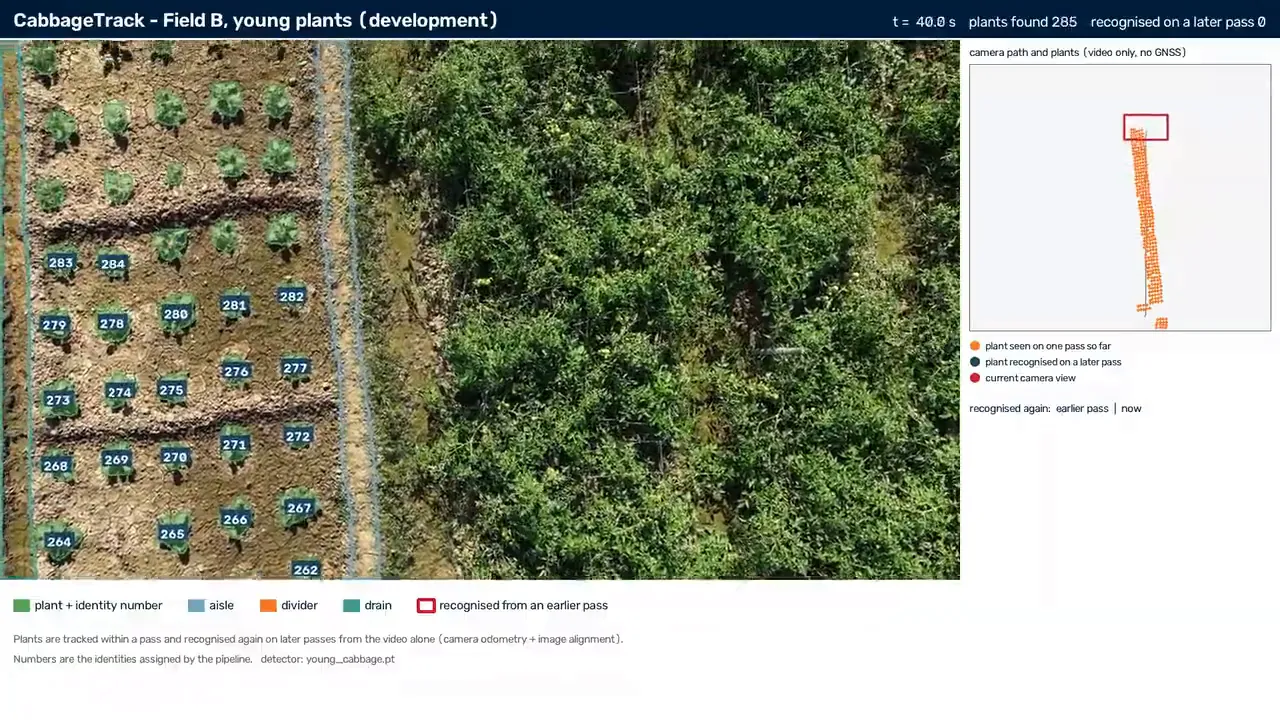 CabbageTrack - Field B, young plants (development)
t = 40.0 s plants found 285 recognised on a later pass 0
camera path and plants (video only, no GNSS)
283 284
279 278 280 281 282
273 274 275 276 277
268 269 270 271 272
264 265 266 267
262
plant seen on one pass so far
plant recognised on a later pass
current camera view
recognised again: earlier pass | now
plant + identity number aisle divider drain recognised from an earlier pass
Plants are tracked within a pass and recognised again on later passes from the video alone (camera odometry + image alignment).
Numbers are the identities assigned by the pipeline. detector: young_cabbage.pt